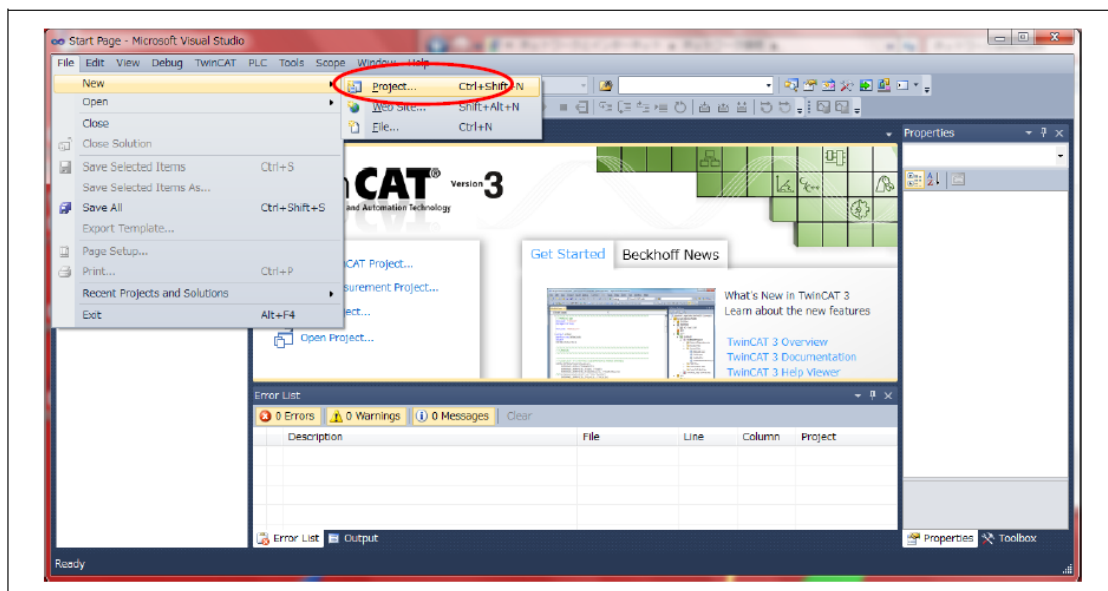 Start Page - Microsoft Visual Studio
File Edit View Debug TwinCAT PLC Tools Scope Window Help
New
Project... Ctrl+Shift+N
Open
Web Site... Shift+Alt+N
Close
File... Ctrl+N
Close Solution
Properties
Save Selected Items Ctrl+S
Save Selected Items As...
Save All Ctrl+Shift+S
Export Template...
Page Setup...
Print... Ctrl+P
Recent Projects and Solutions
Exit Alt+F4
CAT® Version 3
and Automation Technology
CAT Project...
surement Project...
ect...
Open Project...
Get Started Beckhoff News
What's New in TwinCAT 3
Learn about the new features
TwinCAT 3 Overview
TwinCAT 3 Documentation
TwinCAT 3 Help Viewer
Error List
0 Errors 0 Warnings 0 Messages Clear
Description File Line Column Project
Error List Output
Properties Toolbox
Ready